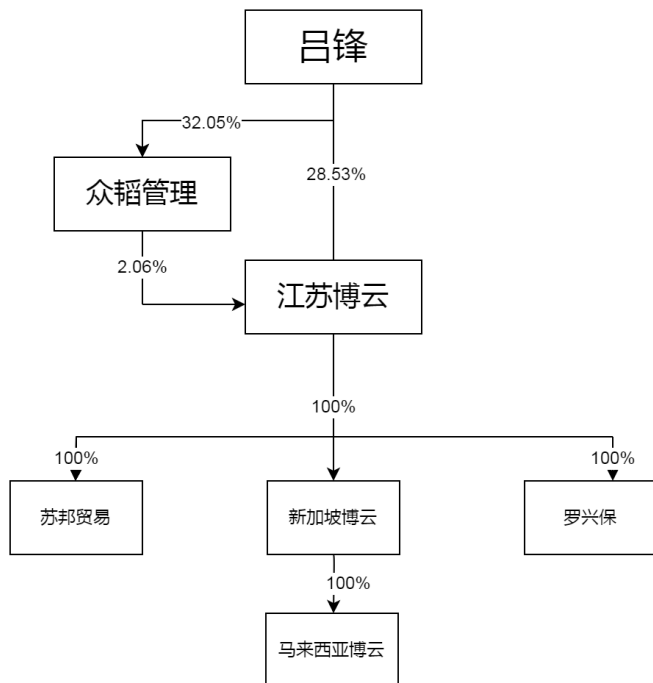 吕锋
32.05%
众韬管理
28.53%
2.06%
江苏博云
100%
100%
100%
苏邦贸易
新加坡博云
罗兴保
100%
马来西亚博云